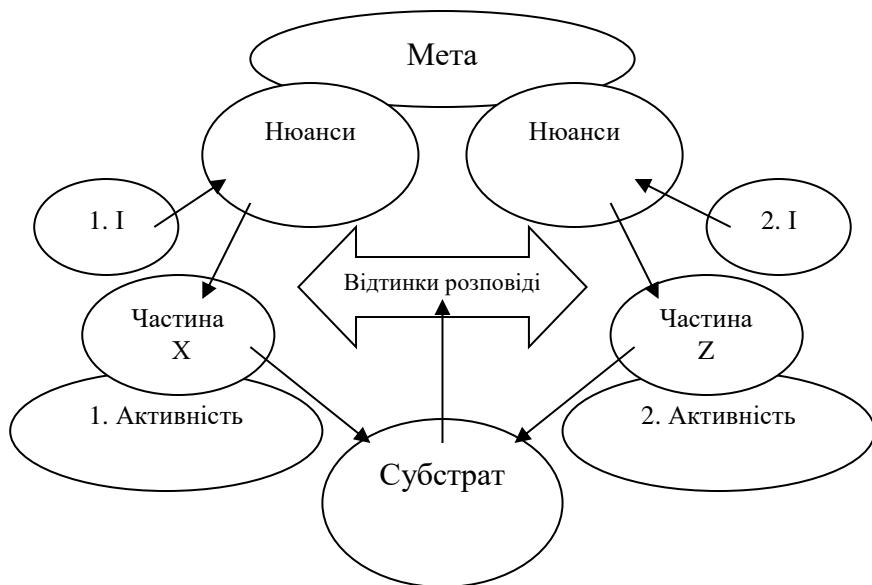 Мета
Нюанси
Нюанси
1. І
2. І
Відтинки розповіді
Частина
X
Частина
Z
1. Активність
2. Активність
Субстрат